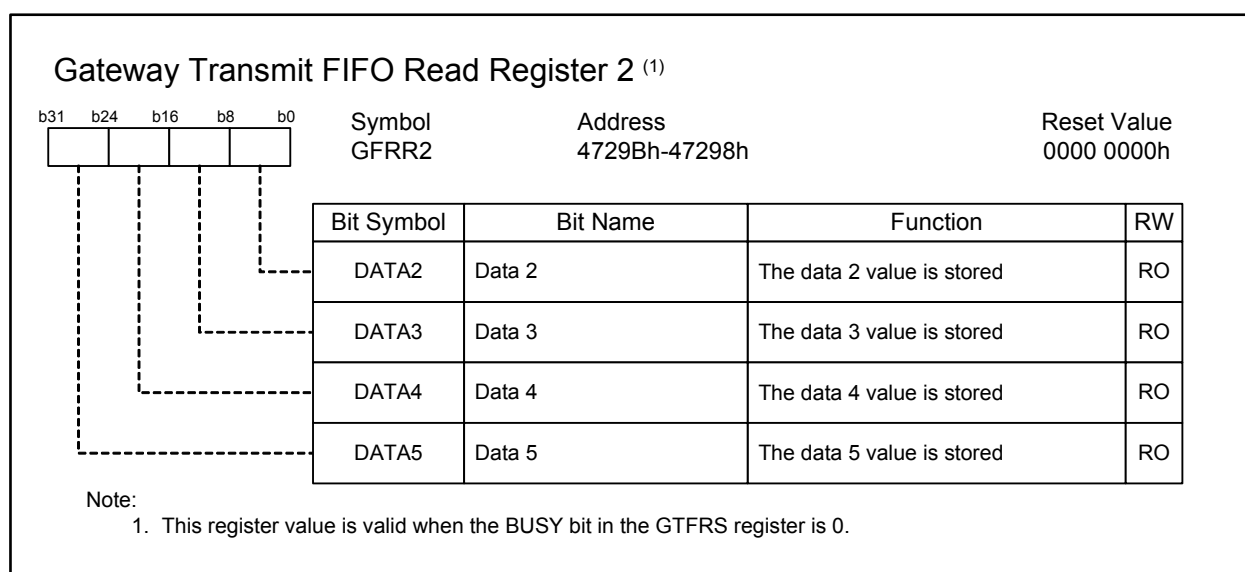 Gateway Transmit FIFO Read Register 2 (1)
b31 b24 b16 b8 b0
Symbol Address Reset Value
GFRR2 4729Bh-47298h 0000 0000h
Bit Symbol Bit Name Function RW
DATA2 Data 2 The data 2 value is stored RO
DATA3 Data 3 The data 3 value is stored RO
DATA4 Data 4 The data 4 value is stored RO
DATA5 Data 5 The data 5 value is stored RO
Note:
1. This register value is valid when the BUSY bit in the GTFRS register is 0.